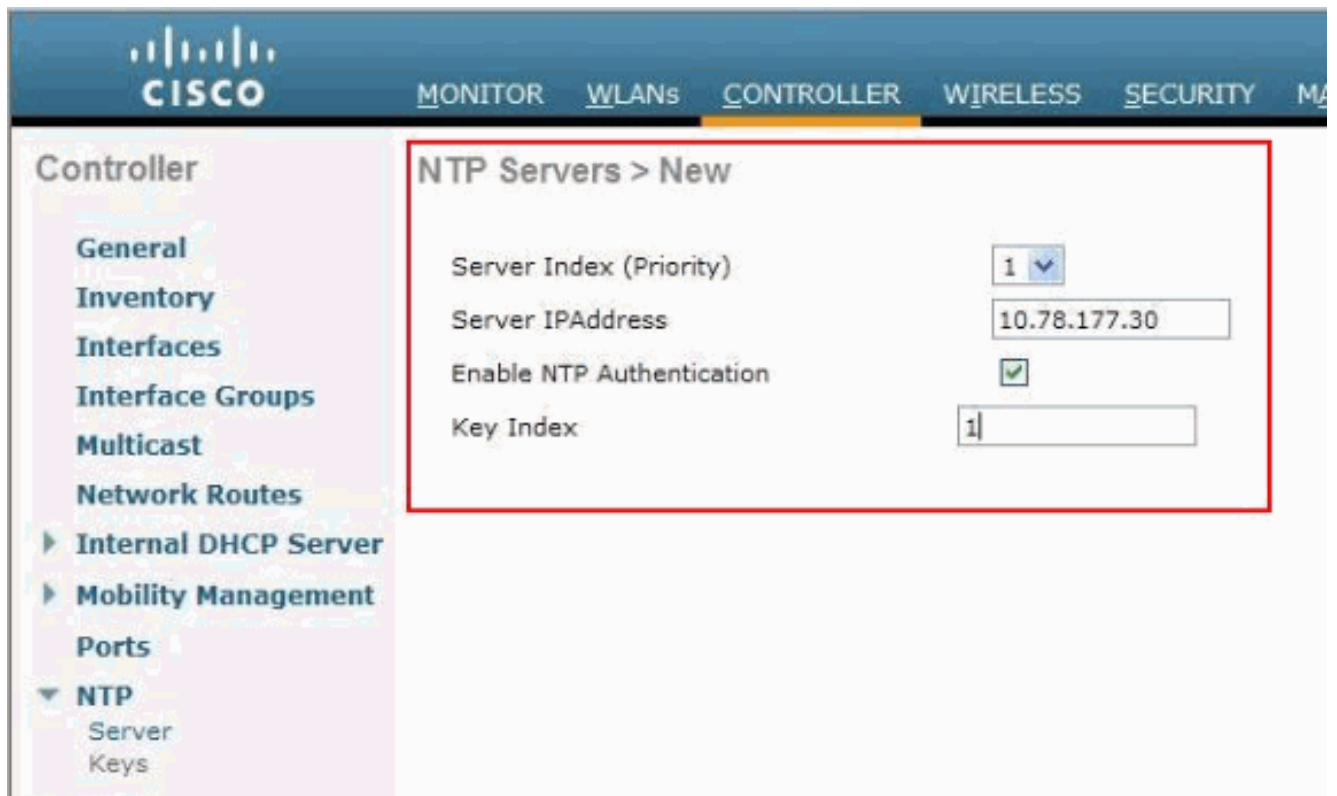 CISCO
MONITOR WLANs CONTROLLER WIRELESS SECURITY
Controller
General
Inventory
Interfaces
Interface Groups
Multicast
Network Routes
Internal DHCP Server
Mobility Management
Ports
NTP
Server
Keys
NTP Servers > New
Server Index (Priority) 1
Server IPAddress 10.78.177.30
Enable NTP Authentication
Key Index 1